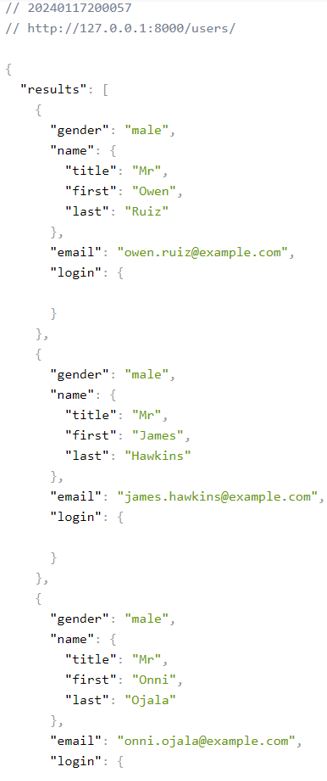 // 20240117200057
// http://127.0.0.1:8000/users/
{
"results": [
{
"gender": "male",
"name": {
"title": "Mr",
"first": "Owen",
"last": "Ruiz"
},
"email": "owen.ruiz@example.com",
"login": {
}
},
{
"gender": "male",
"name": {
"title": "Mr",
"first": "James",
"last": "Hawkins"
},
"email": "james.hawkins@example.com",
"login": {
}
},
{
"gender": "male",
"name": {
"title": "Mr",
"first": "Onni",
"last": "Ojala"
},
"email": "onni.ojala@example.com",
"login": {